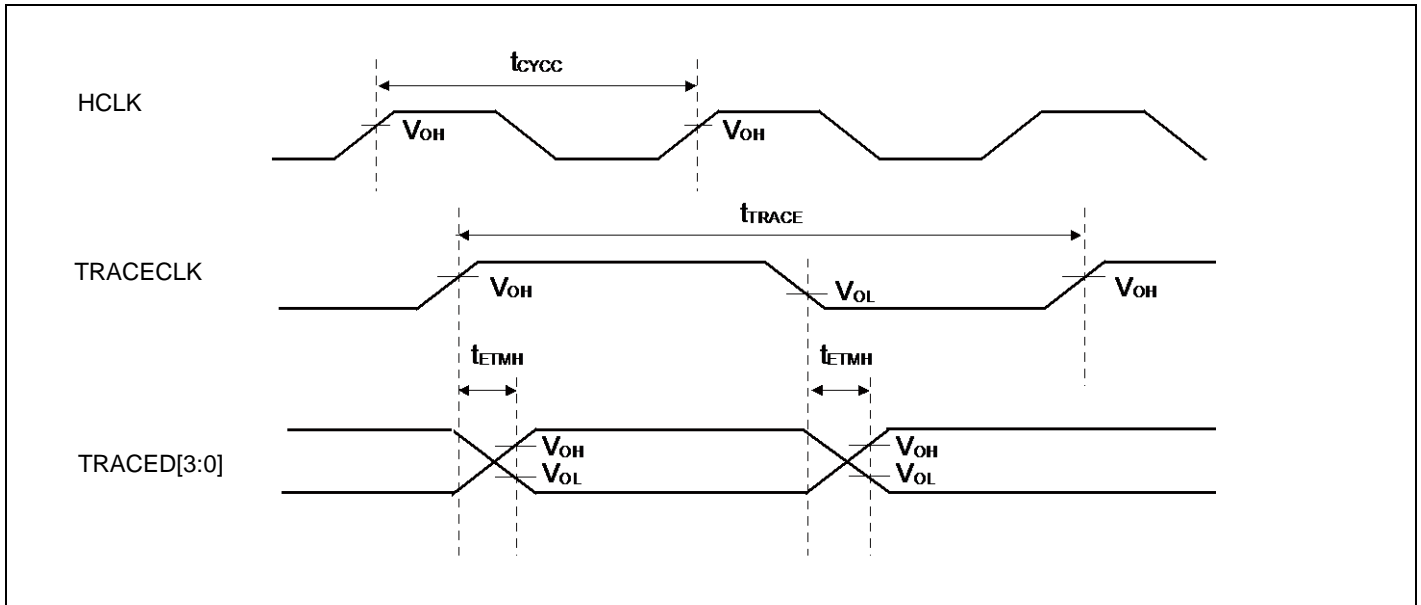 tCYCC
HCLK
VOH VOH
tTRACE
TRACECLK
VOH VOL VOH
tETMH tETMH
VOH VOH
TRACED[3:0]
VOL VOL